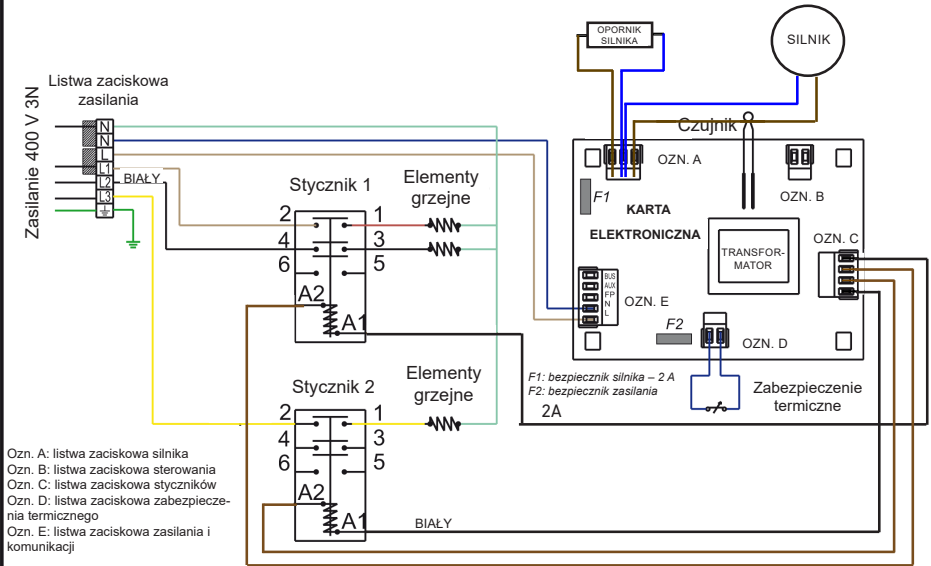 OPORNIK
SILNIKA
SILNIK
Listwa zaciskowa
zasilania
Zasilanie 400 V 3N
N
N
L
L1
L2
L3
BIAŁY
Stycznik 1
Elementy
grzejne
2
1
4
3
6
5
A2
A1
Czujnik
OZN. A
OZN. B
F1
KARTA
ELEKTRONICZNA
TRANSFOR-
MATOR
OZN. C
BUS
AUX
FP
N
L
OZN. E
F2
OZN. D
F1: bezpiecznik silnika – 2 A
F2: bezpiecznik zasilania
2A
Zabezpieczenie
termiczne
Stycznik 2
Elementy
grzejne
2
1
4
3
6
5
A2
A1
BIAŁY
Ozn. A: listwa zaciskowa silnika
Ozn. B: listwa zaciskowa sterowania
Ozn. C: listwa zaciskowa styczników
Ozn. D: listwa zaciskowa zabezpiecze-
nia termicznego
Ozn. E: listwa zaciskowa zasilania i
komunikacji